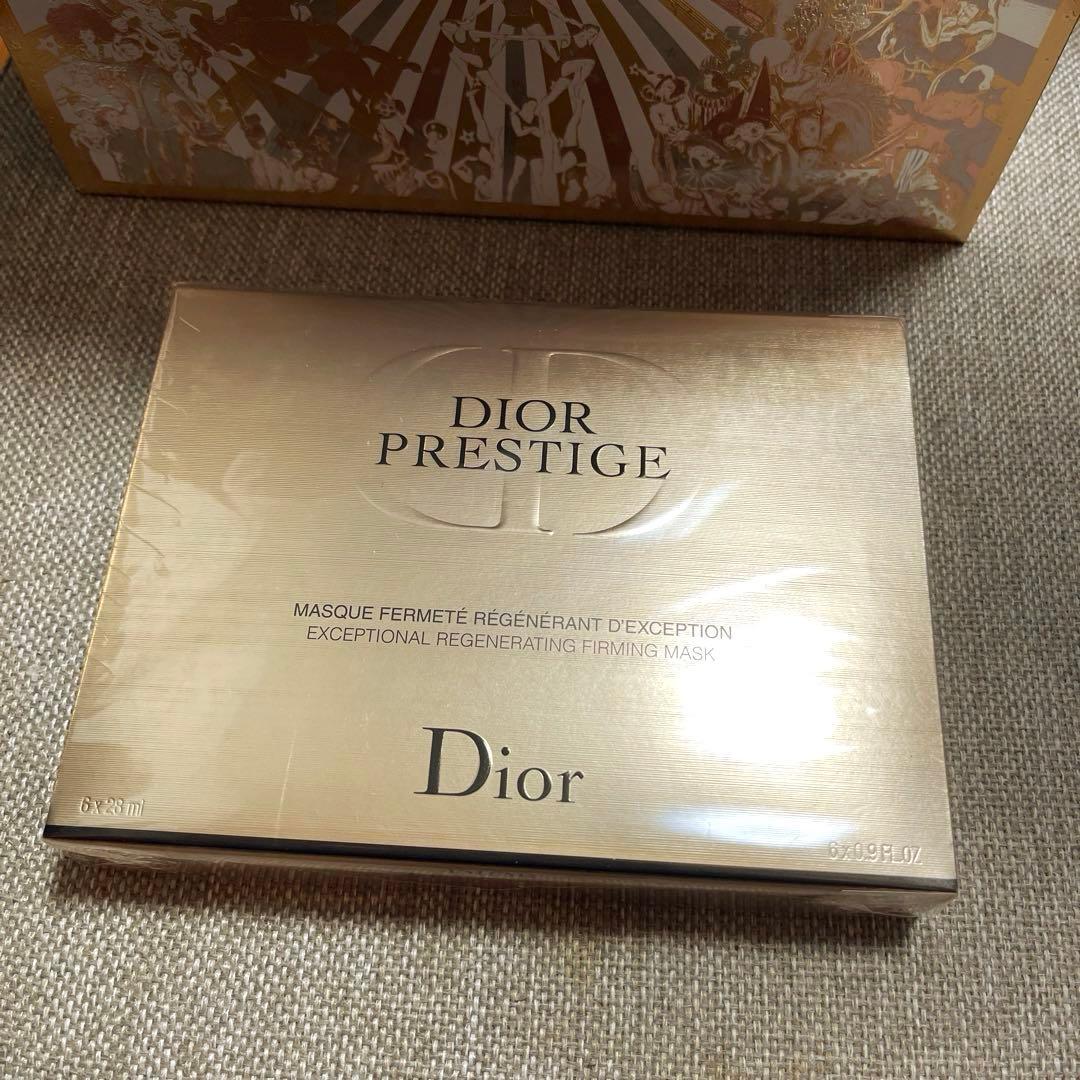 DIOR
PRESTIGE
MASQUE FERMETÉ RÉGÉNÉRANT D'EXCEPTION
EXCEPTIONAL REGENERATING FIRMING MASK
Dior
6 x 28 ml
6 x 0.9 FL.OZ